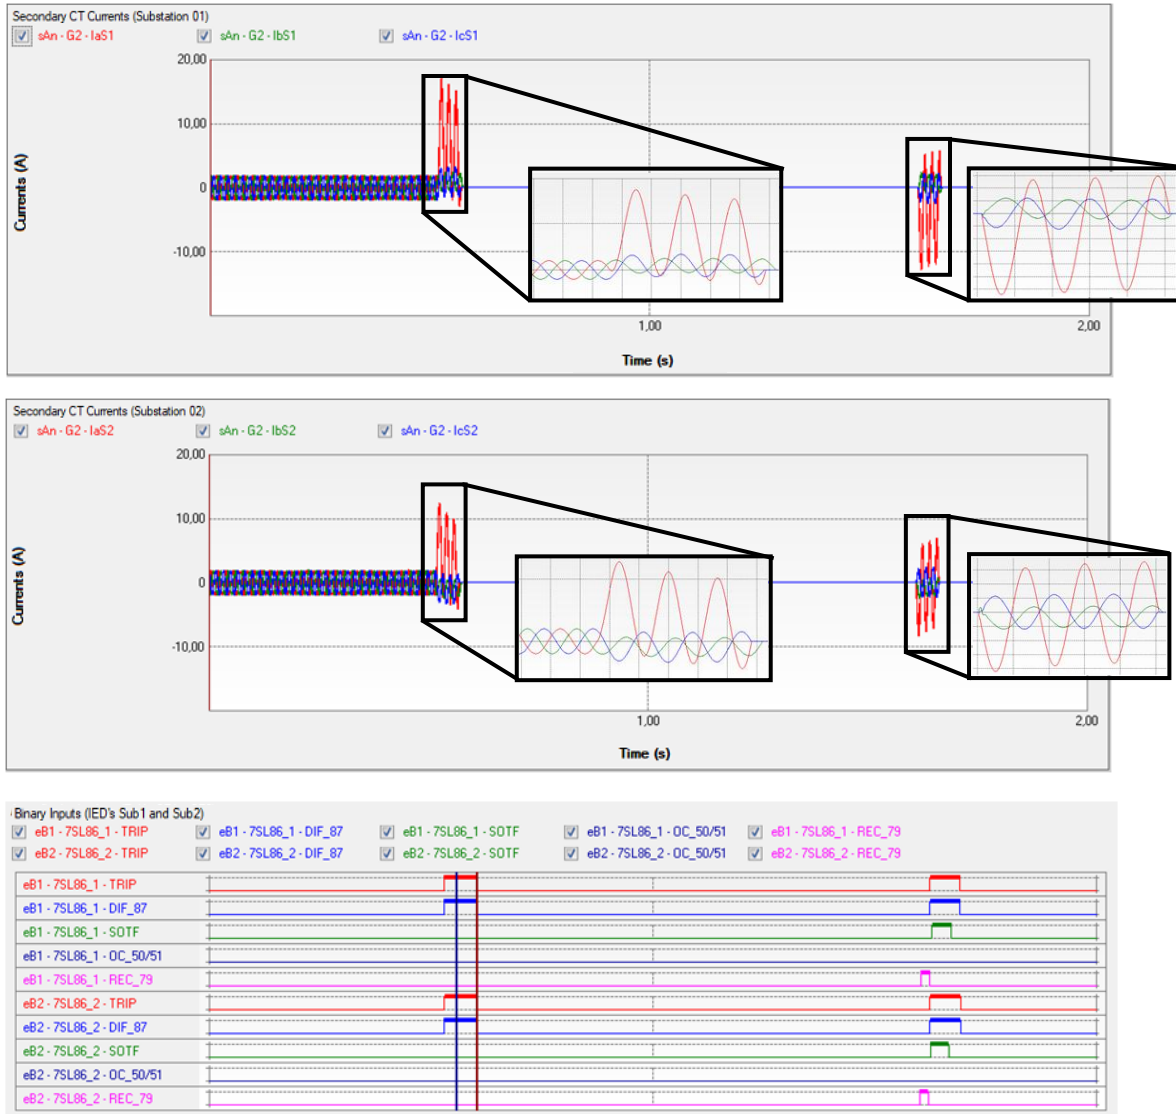 Secondary CT Currents (Substation 01)
sAn - G2 - IaS1 sAn - G2 - IbS1 sAn - G2 - IcS1
20,00
10,00
0
-10,00
Currents (A)
1,00 2,00
Time (s)
Secondary CT Currents (Substation 02)
sAn - G2 - IaS2 sAn - G2 - IbS2 sAn - G2 - IcS2
20,00
10,00
0
-10,00
Currents (A)
1,00 2,00
Time (s)
Binary Inputs (IED's Sub1 and Sub2)
eB1 - 7SL86_1 - TRIP eB1 - 7SL86_1 - DIF_87 eB1 - 7SL86_1 - SOTF eB1 - 7SL86_1 - OC_50/51 eB1 - 7SL86_1 - REC_79
eB2 - 7SL86_2 - TRIP eB2 - 7SL86_2 - DIF_87 eB2 - 7SL86_2 - SOTF eB2 - 7SL86_2 - OC_50/51 eB2 - 7SL86_2 - REC_79
eB1 - 7SL86_1 - TRIP
eB1 - 7SL86_1 - DIF_87
eB1 - 7SL86_1 - SOTF
eB1 - 7SL86_1 - OC_50/51
eB1 - 7SL86_1 - REC_79
eB2 - 7SL86_2 - TRIP
eB2 - 7SL86_2 - DIF_87
eB2 - 7SL86_2 - SOTF
eB2 - 7SL86_2 - OC_50/51
eB2 - 7SL86_2 - REC_79